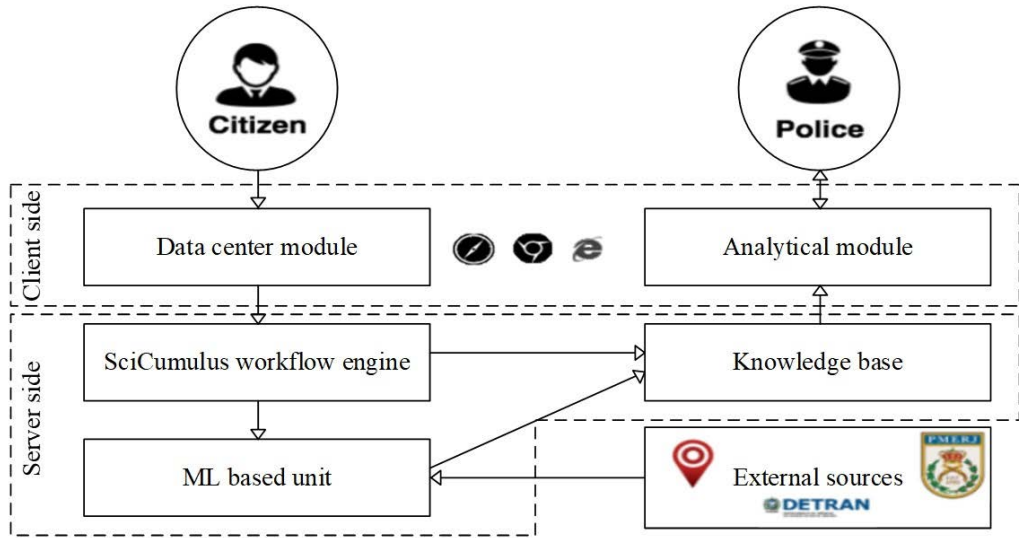 Citizen
Police
Client side
Data center module
Analytical module
Server side
SciCumulus workflow engine
Knowledge base
ML based unit
External sources
PMERJ
DETRAN